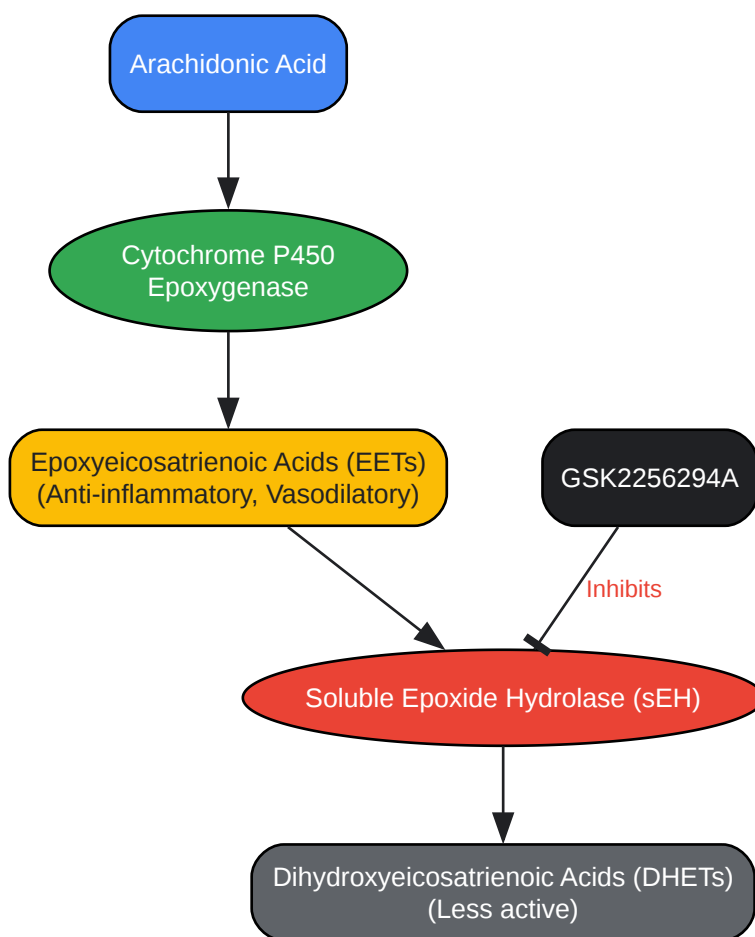 Arachidonic Acid
Cytochrome P450
Epoxygenase
Epoxyeicosatrienoic Acids (EETs)
(Anti-inflammatory, Vasodilatory)
GSK2256294A
Inhibits
Soluble Epoxide Hydrolase (sEH)
Dihydroxyeicosatrienoic Acids (DHETs)
(Less active)